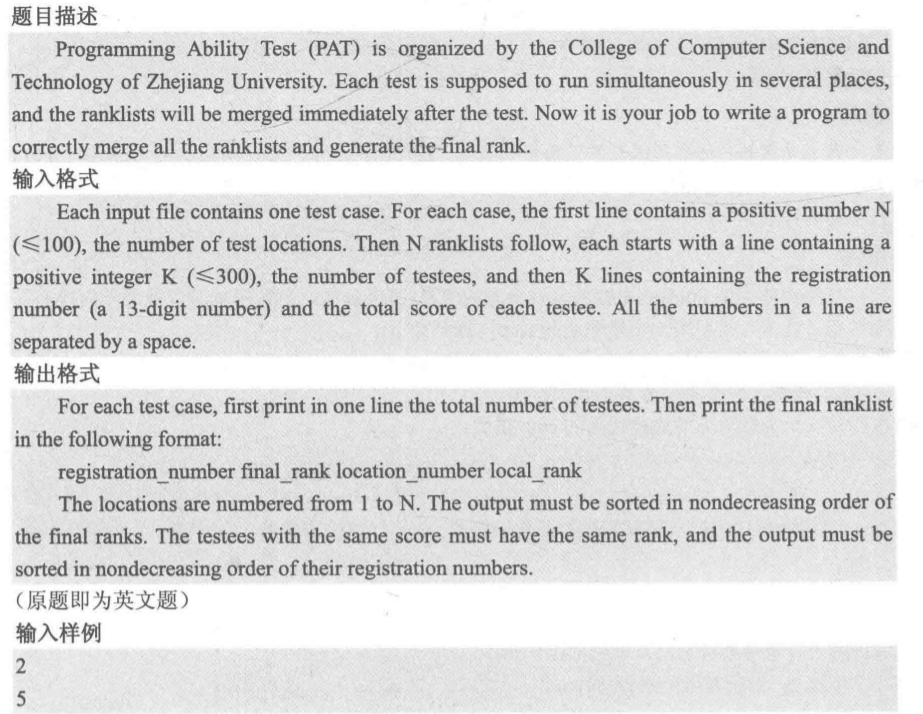 题目描述
Programming Ability Test (PAT) is organized by the College of Computer Science and
Technology of Zhejiang University. Each test is supposed to run simultaneously in several places,
and the ranklists will be merged immediately after the test. Now it is your job to write a program to
correctly merge all the ranklists and generate the final rank.
输入格式
Each input file contains one test case. For each case, the first line contains a positive number N
(≤100), the number of test locations. Then N ranklists follow, each starts with a line containing a
positive integer K (≤300), the number of testees, and then K lines containing the registration
number (a 13-digit number) and the total score of each testee. All the numbers in a line are
separated by a space.
输出格式
For each test case, first print in one line the total number of testees. Then print the final ranklist
in the following format:
registration_number final_rank location_number local_rank
The locations are numbered from 1 to N. The output must be sorted in nondecreasing order of
the final ranks. The testees with the same score must have the same rank, and the output must be
sorted in nondecreasing order of their registration numbers.
（原题即为英文题）
输入样例
2
5